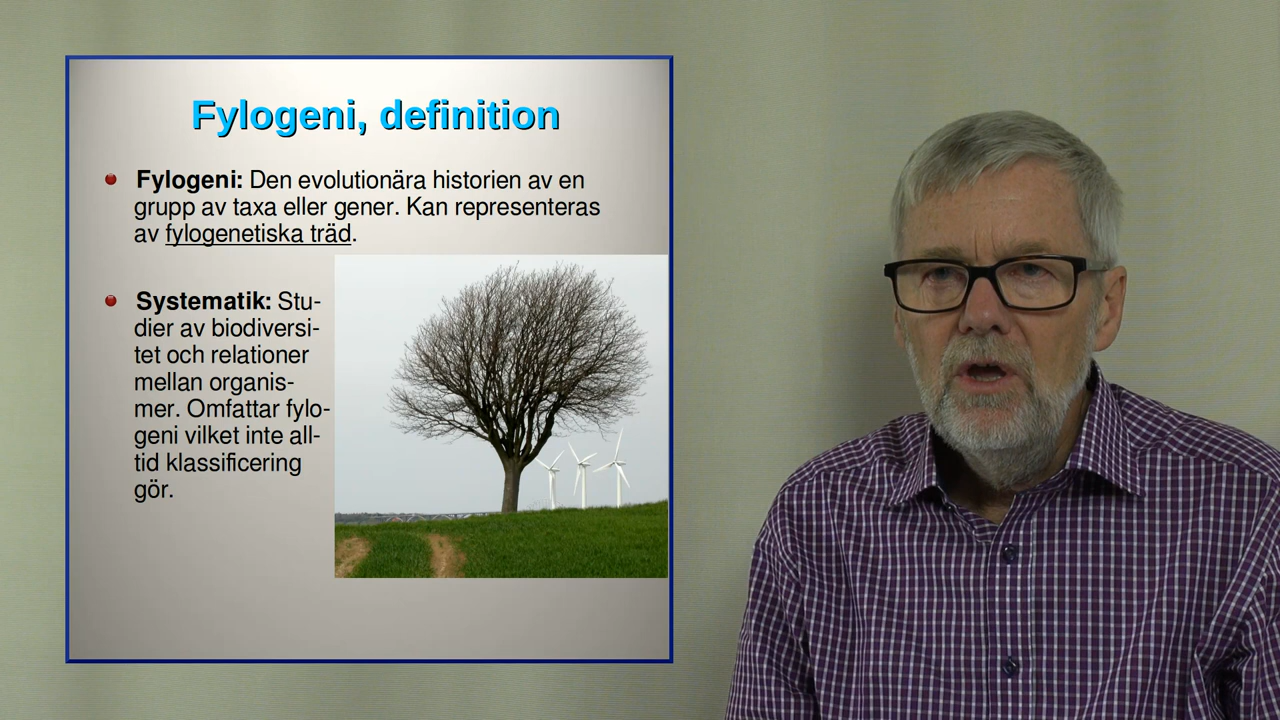 Fylogeni, definition
Fylogeni: Den evolutionära historien av en
grupp av taxa eller gener. Kan representeras
av fylogenetiska träd.
Systematik: Stu-
dier av biodiversi-
tet och relationer
mellan organis-
mer. Omfattar fylo-
geni vilket inte all-
tid klassificering
gör.